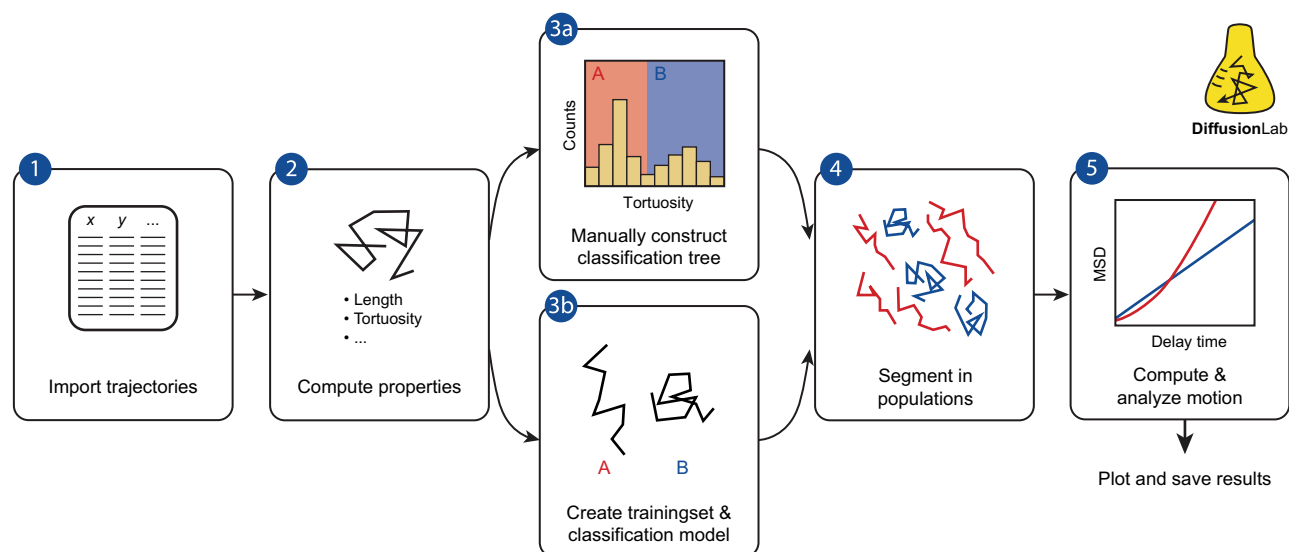 1
x y ...
Import trajectories
2
• Length
• Tortuosity
• ...
Compute properties
3a
A B
Counts
Tortuosity
Manually construct
classification tree
3b
A B
Create trainingset &
classification model
4
Segment in
populations
5
MSD
Delay time
Compute &
analyze motion
Plot and save results
DiffusionLab